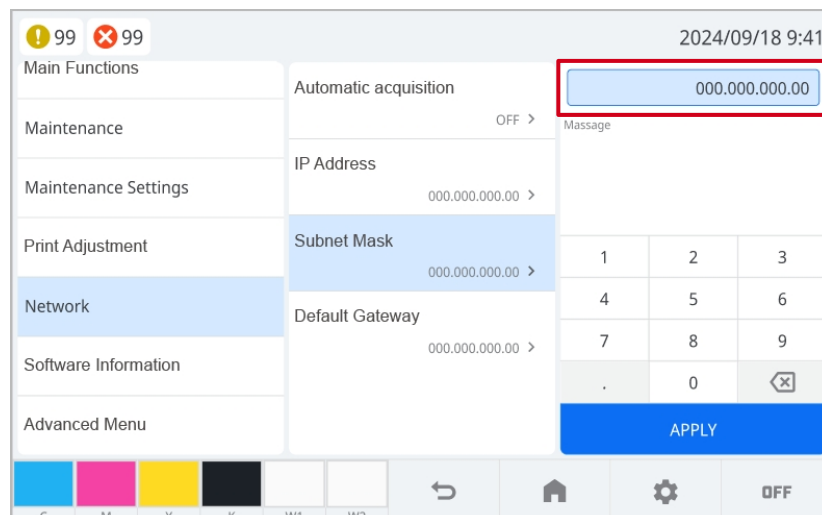 99 99 2024/09/18 9:41
Main Functions
Maintenance
Maintenance Settings
Print Adjustment
Network
Software Information
Advanced Menu
Automatic acquisition
OFF >
IP Address
000.000.000.00 >
Subnet Mask
000.000.000.00 >
Default Gateway
000.000.000.00 >
000.000.000.00
Massage
1 2 3
4 5 6
7 8 9
. 0
APPLY
OFF